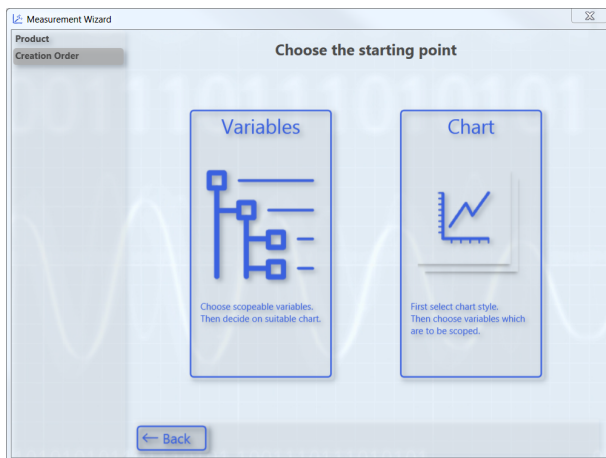 Measurement Wizard
Product
Creation Order
Choose the starting point
Variables
Choose scopeable variables.
Then decide on suitable chart.
Chart
First select chart style.
Then choose variables which
are to be scoped.
← Back